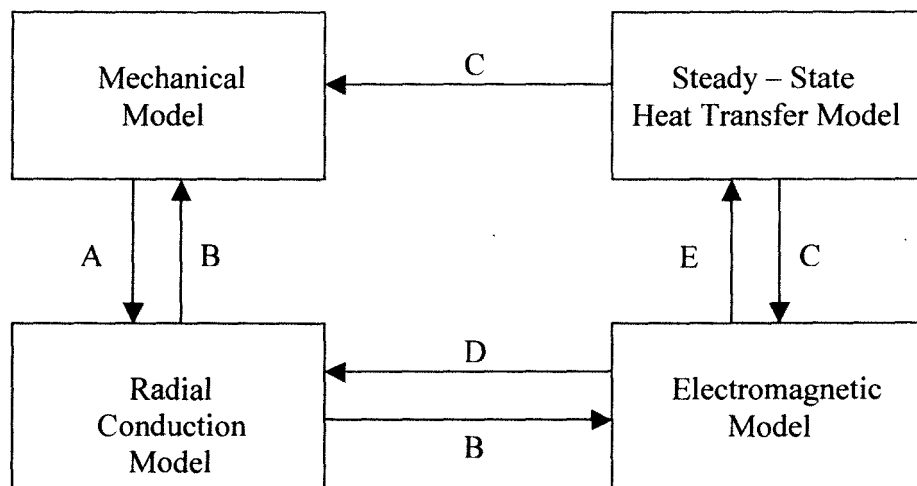 Mechanical
Model
C
Steady – State
Heat Transfer Model
A
B
E
C
Radial
Conduction
Model
D
B
Electromagnetic
Model